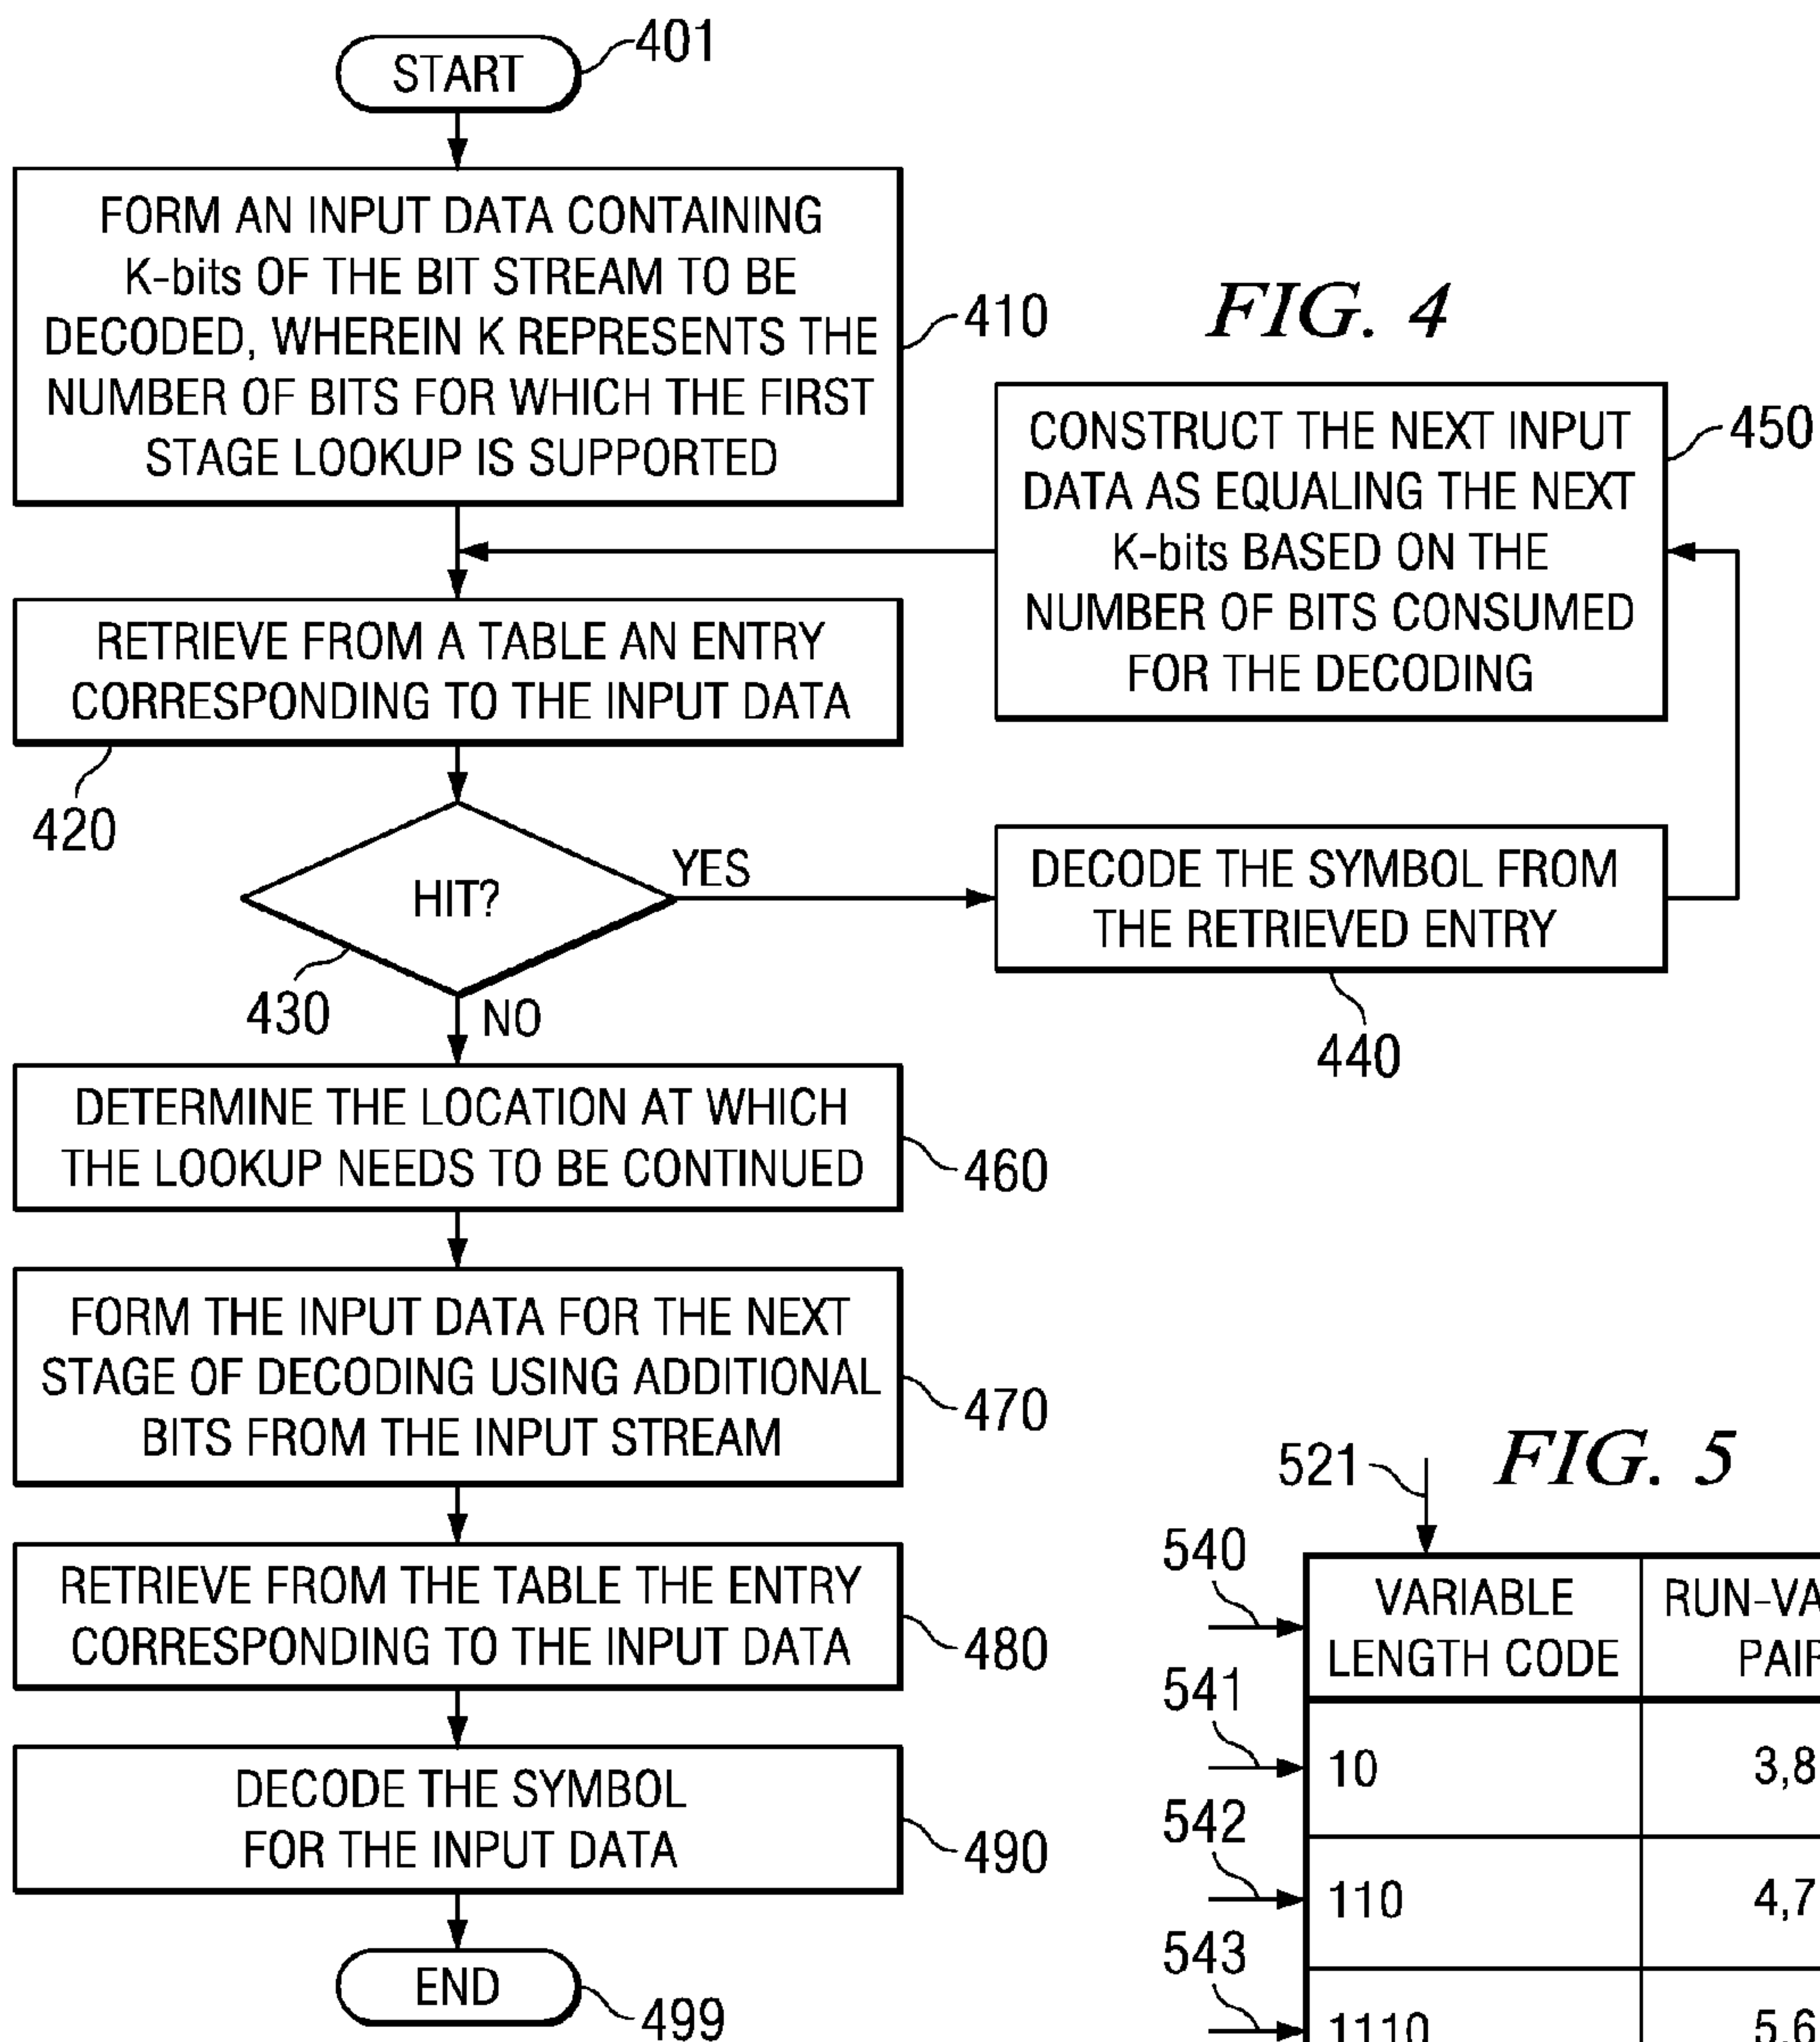 START
401
FORM AN INPUT DATA CONTAINING
K-bits OF THE BIT STREAM TO BE
DECODED, WHEREIN K REPRESENTS THE
NUMBER OF BITS FOR WHICH THE FIRST
STAGE LOOKUP IS SUPPORTED
410
FIG. 4
CONSTRUCT THE NEXT INPUT
DATA AS EQUALING THE NEXT
K-bits BASED ON THE
NUMBER OF BITS CONSUMED
FOR THE DECODING
450
RETRIEVE FROM A TABLE AN ENTRY
CORRESPONDING TO THE INPUT DATA
420
HIT?
YES
430
NO
DECODE THE SYMBOL FROM
THE RETRIEVED ENTRY
440
DETERMINE THE LOCATION AT WHICH
THE LOOKUP NEEDS TO BE CONTINUED
460
FORM THE INPUT DATA FOR THE NEXT
STAGE OF DECODING USING ADDITIONAL
BITS FROM THE INPUT STREAM
470
RETRIEVE FROM THE TABLE THE ENTRY
CORRESPONDING TO THE INPUT DATA
480
DECODE THE SYMBOL
FOR THE INPUT DATA
490
END
499
FIG. 5
521
540
VARIABLE
LENGTH CODE
541
10
3,8
542
110
4,7
543
1110
5,6